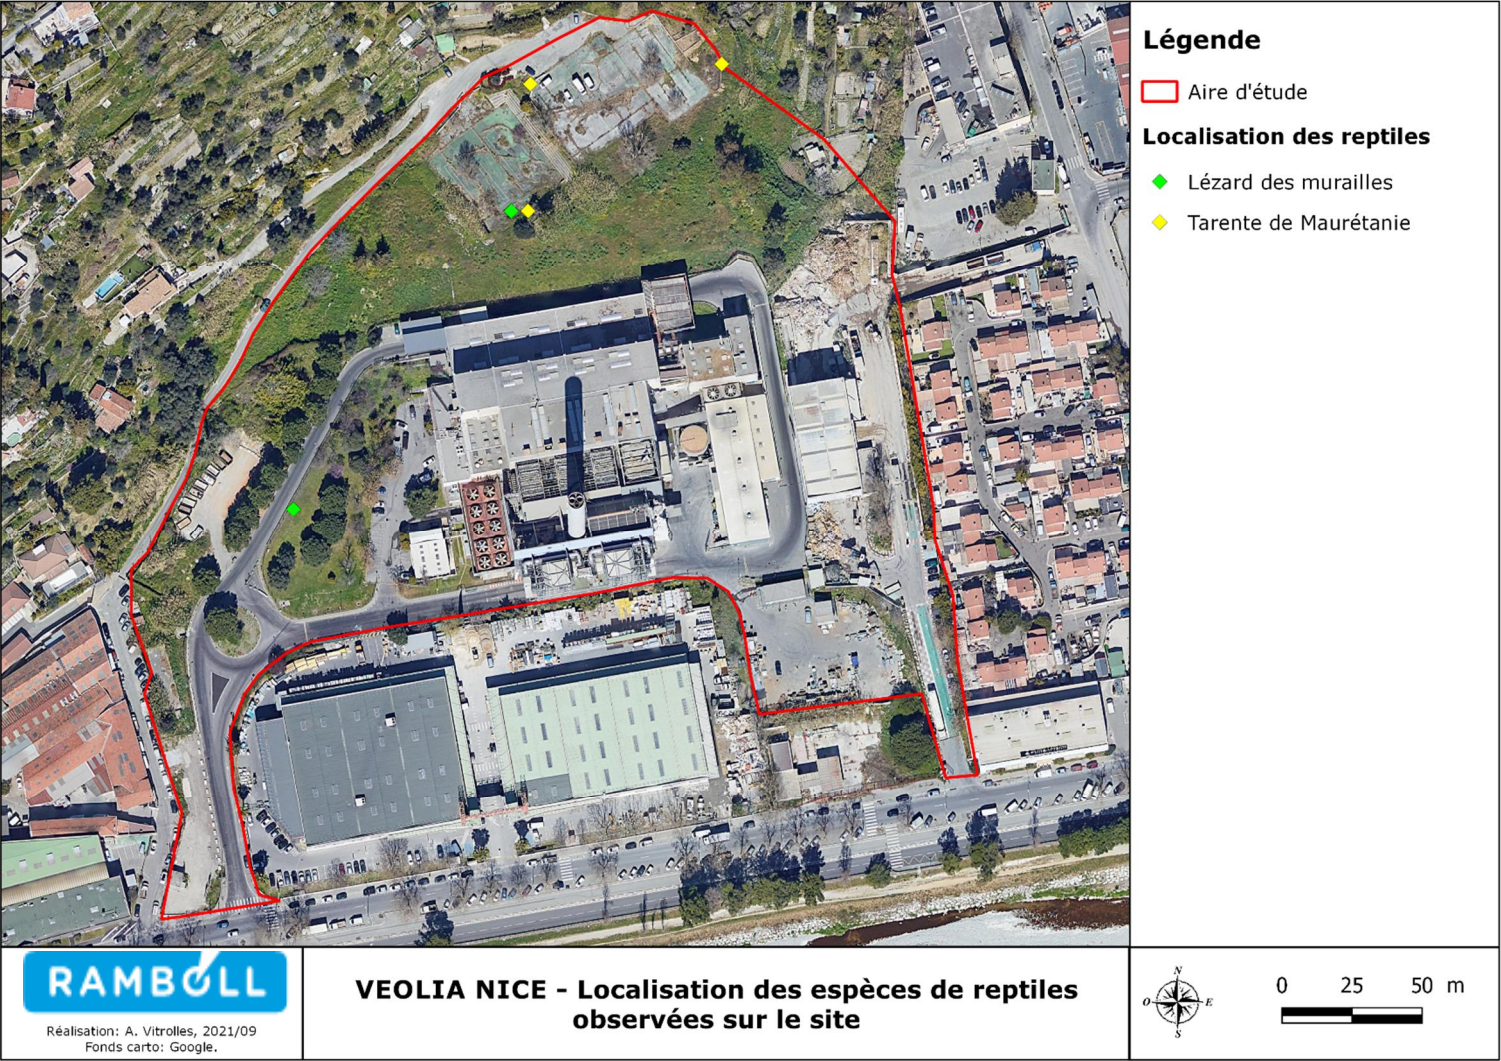 Légende
Aire d'étude
Localisation des reptiles
Lézard des murailles
Tarente de Maurétanie
RAMBOLL
Réalisation: A. Vitrolles, 2021/09
Fonds carto: Google.
VEOLIA NICE - Localisation des espèces de reptiles
observées sur le site
N
O E
S
0 25 50 m